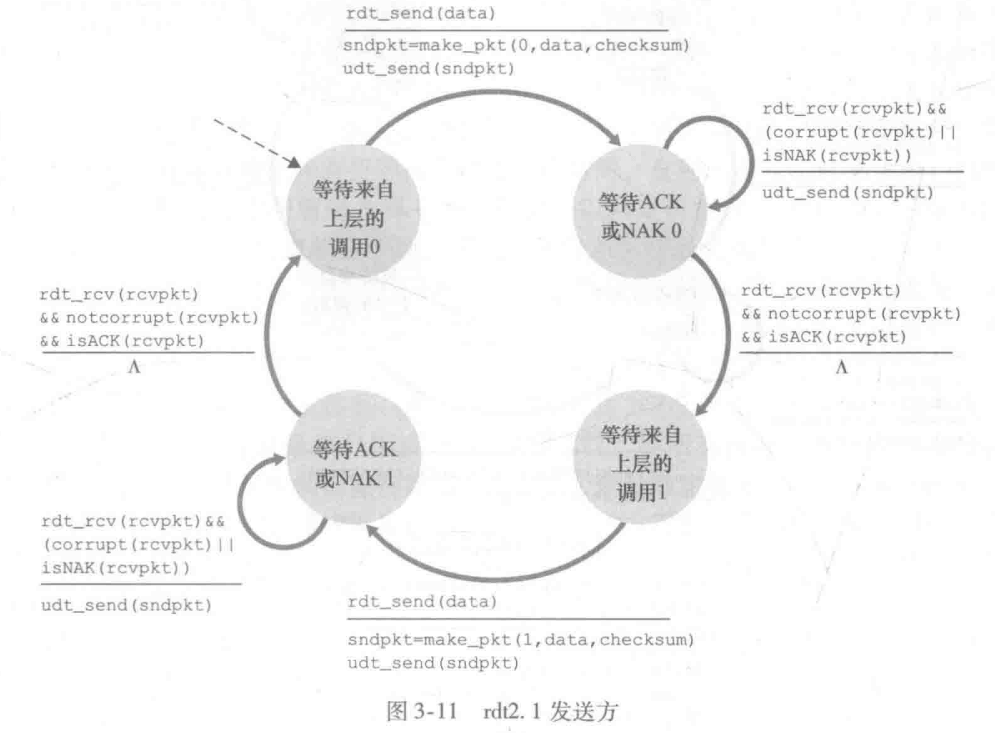 rdt_send(data)
sndpkt=make_pkt(0,data,checksum)
udt_send(sndpkt)
rdt_rcv(rcvpkt)&&
(corrupt(rcvpkt)||
isNAK(rcvpkt))
udt_send(sndpkt)
等待来自
上层的
调用0
等待ACK
或NAK 0
rdt_rcv(rcvpkt)
&& notcorrupt(rcvpkt)
&& isACK(rcvpkt)
Λ
rdt_rcv(rcvpkt)
&& notcorrupt(rcvpkt)
&& isACK(rcvpkt)
Λ
等待ACK
或NAK 1
等待来自
上层的
调用1
rdt_rcv(rcvpkt)&&
(corrupt(rcvpkt)||
isNAK(rcvpkt))
udt_send(sndpkt)
rdt_send(data)
sndpkt=make_pkt(1,data,checksum)
udt_send(sndpkt)
图 3-11 rdt2. 1 发送方